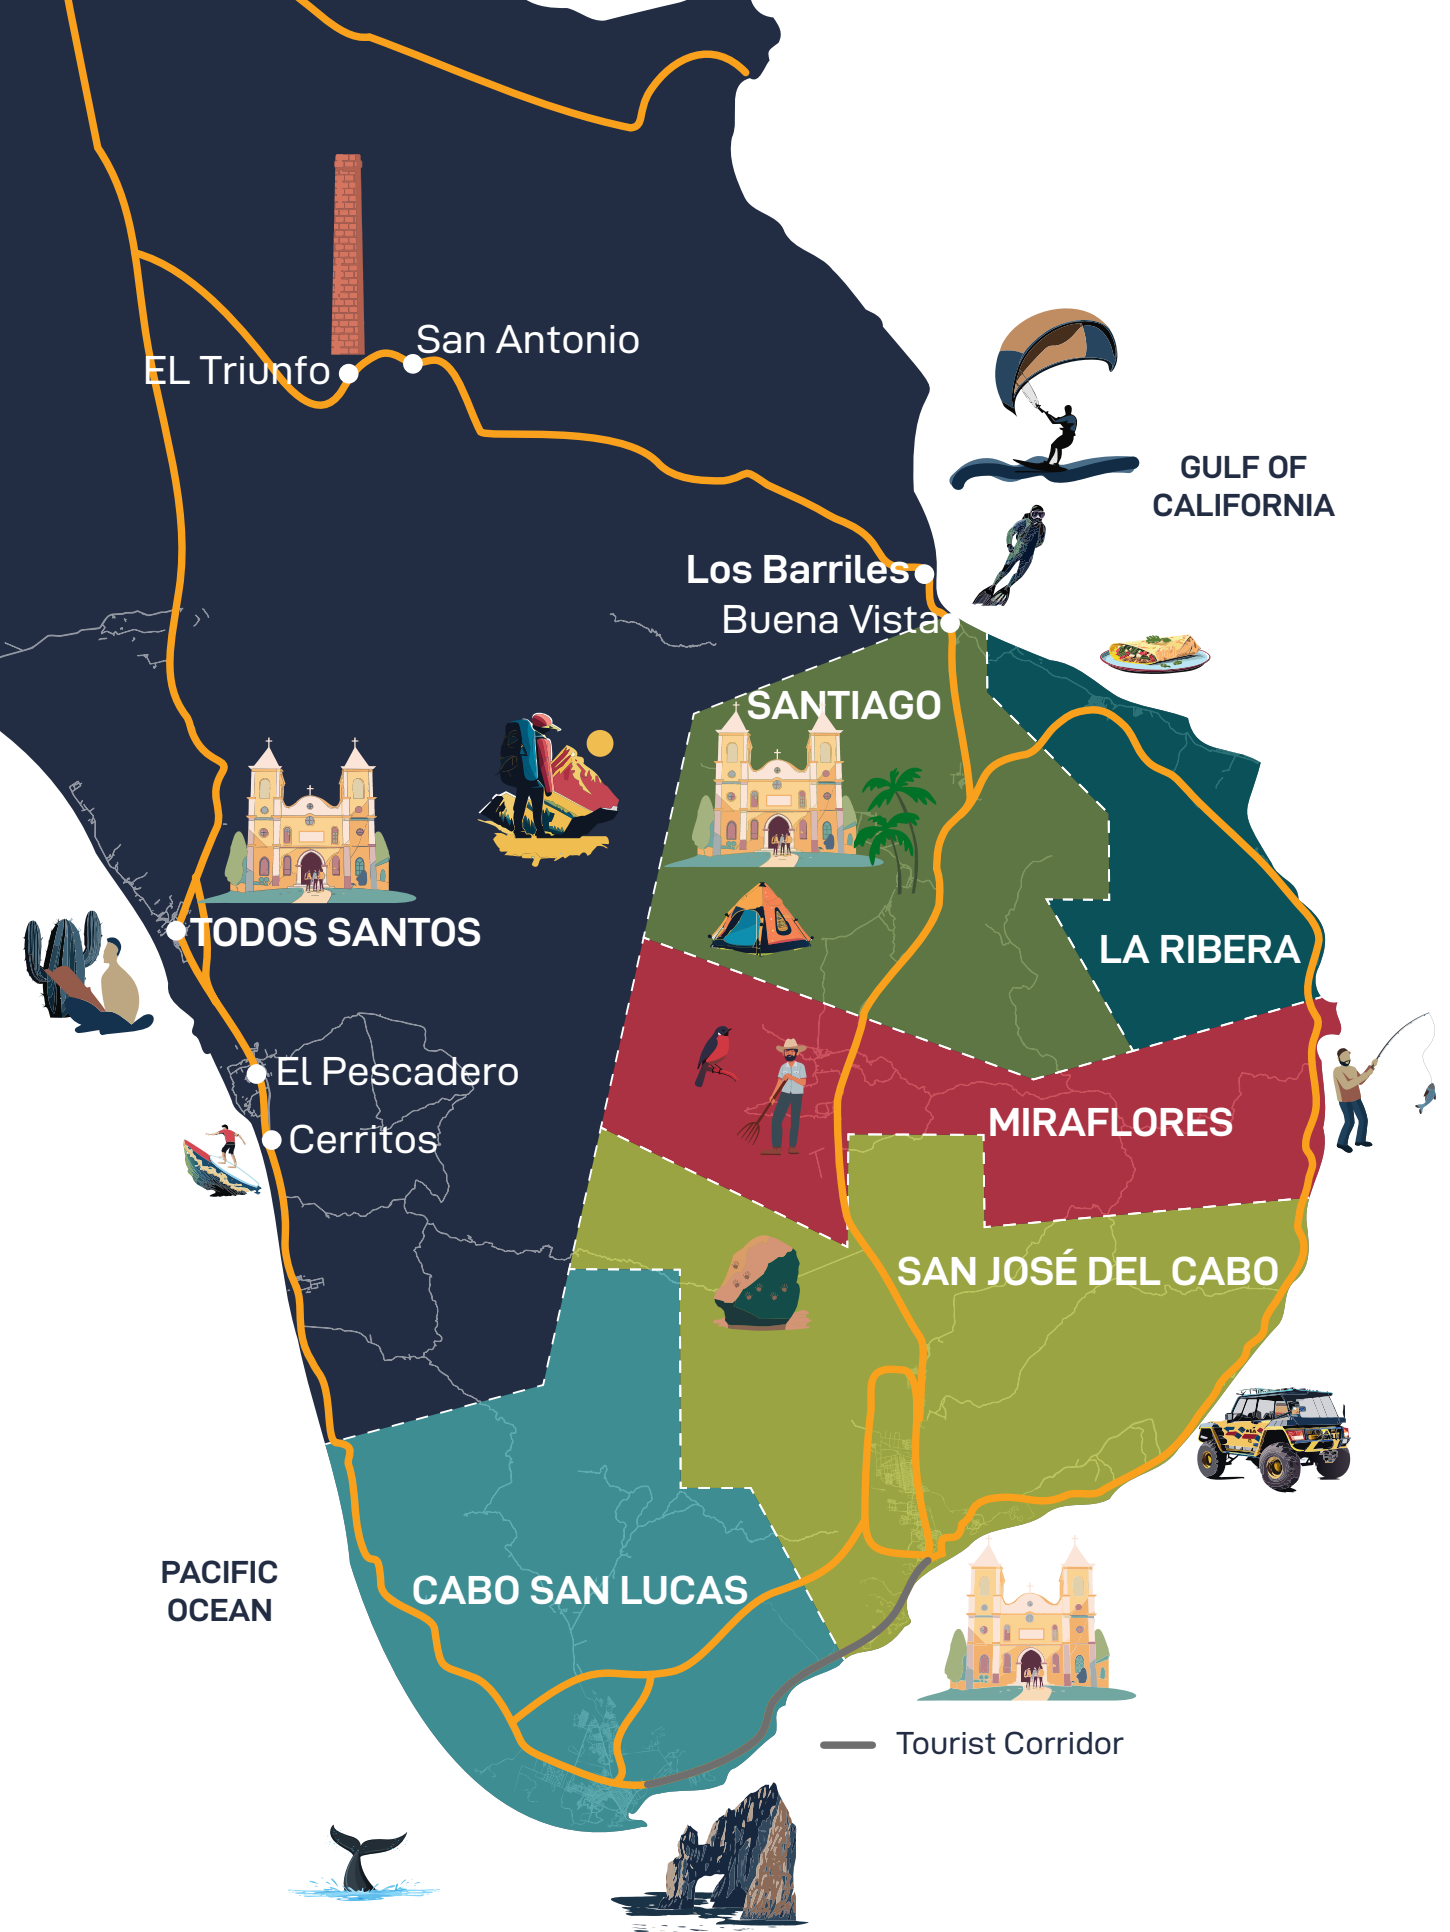 San Antonio
EL Triunfo
GULF OF
CALIFORNIA
Los Barriles
Buena Vista
SANTIAGO
TODOS SANTOS
LA RIBERA
El Pescadero
MIRAFLORES
Cerritos
SAN JOSÉ DEL CABO
PACIFIC
OCEAN
CABO SAN LUCAS
Tourist Corridor